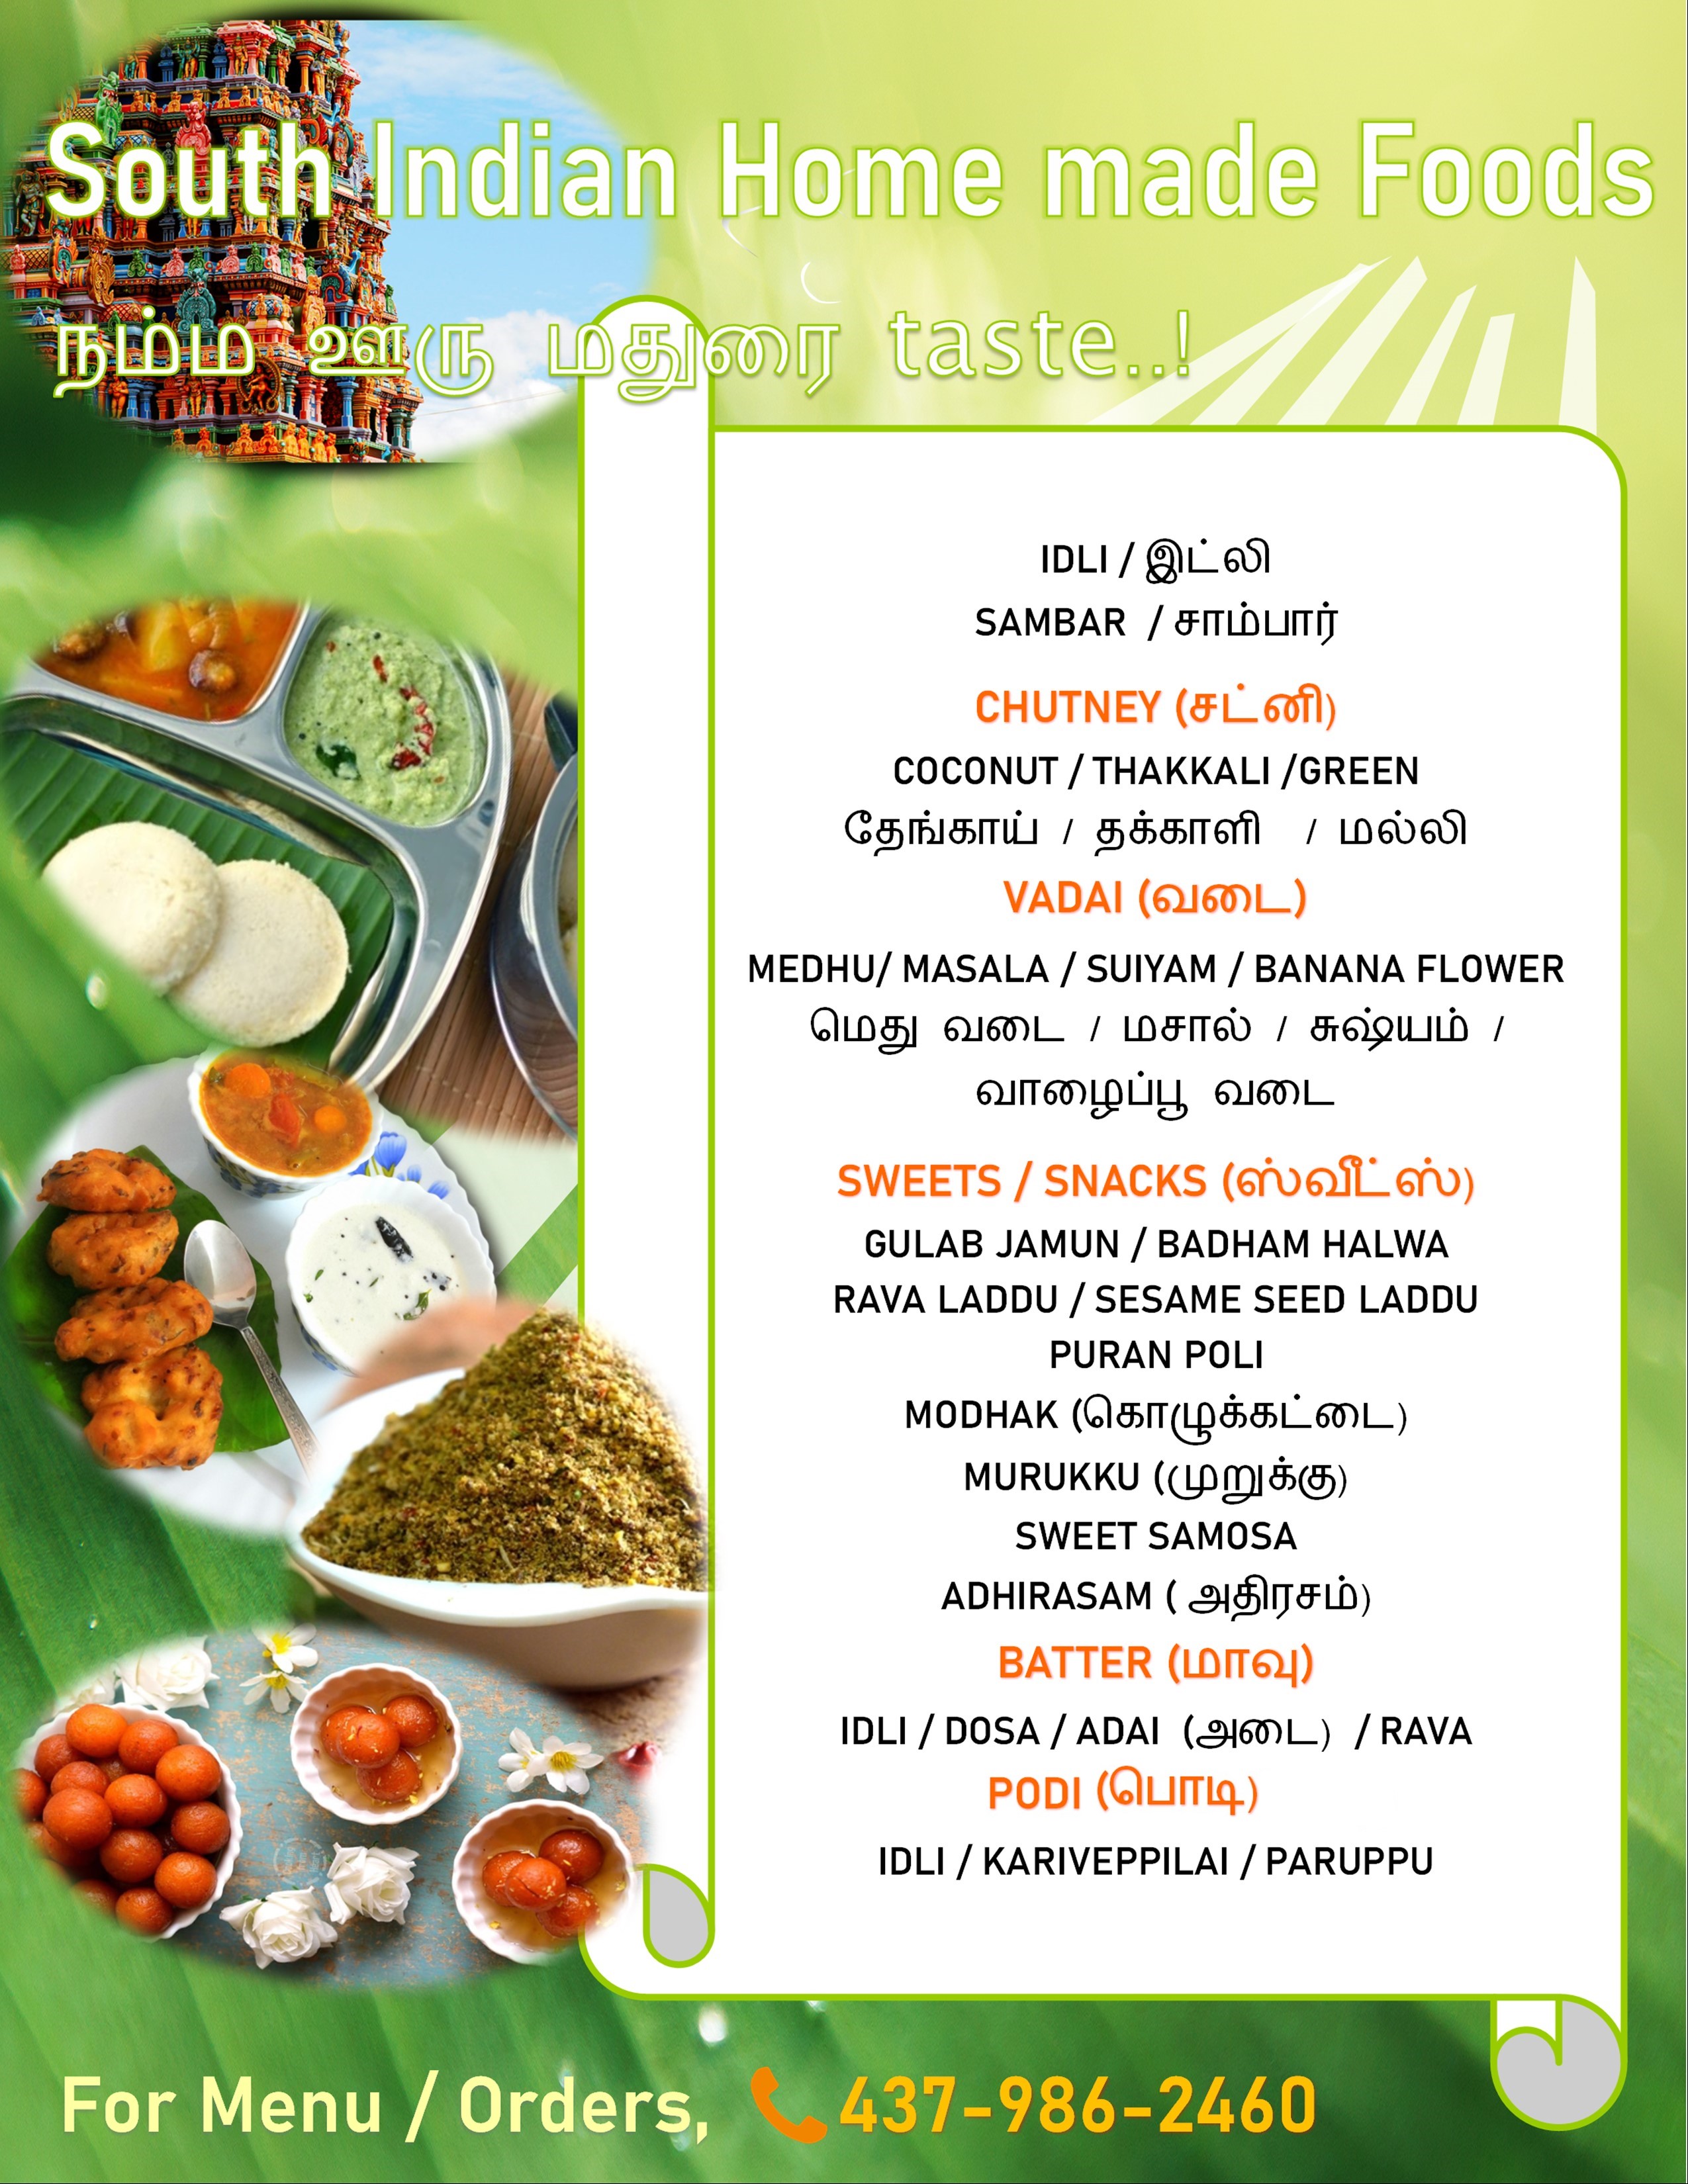 South Indian Home made Foods
நம்ம ஊரு மதுரை taste..!
IDLI / இட்லி
SAMBAR / சாம்பார்
CHUTNEY (சட்னி)
COCONUT / THAKKALI /GREEN
தேங்காய் / தக்காளி / மல்லி
VADAI (வடை)
MEDHU/ MASALA / SUIYAM / BANANA FLOWER
மெது வடை / மசால் / சுஷ்யம் /
வாழைப்பூ வடை
SWEETS / SNACKS (ஸ்வீட்ஸ்)
GULAB JAMUN / BADHAM HALWA
RAVA LADDU / SESAME SEED LADDU
PURAN POLI
MODHAK (கொழுக்கட்டை)
MURUKKU (முறுக்கு)
SWEET SAMOSA
ADHIRASAM ( அதிரசம்)
BATTER (மாவு)
IDLI / DOSA / ADAI (அடை) / RAVA
PODI (பொடி)
IDLI / KARIVEPPILAI / PARUPPU
For Menu / Orders, 437-986-2460